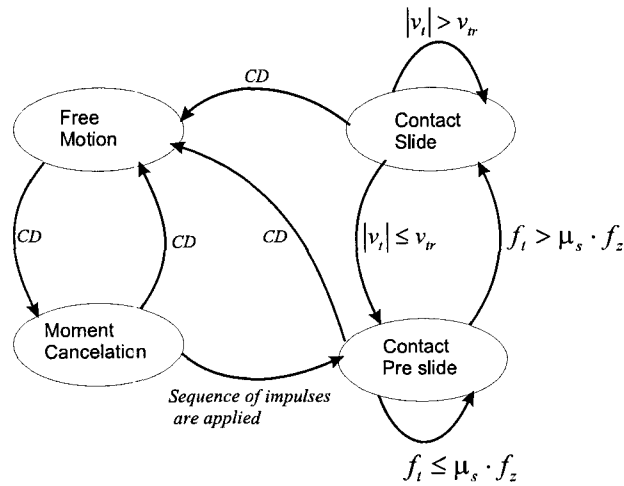 |v_t| > v_tr
CD
Free
Motion
Contact
Slide
CD
CD
CD
|v_t| ≤ v_tr
f_t > μ_s · f_z
Moment
Cancelation
Contact
Pre slide
Sequence of impulses
are applied
f_t ≤ μ_s · f_z